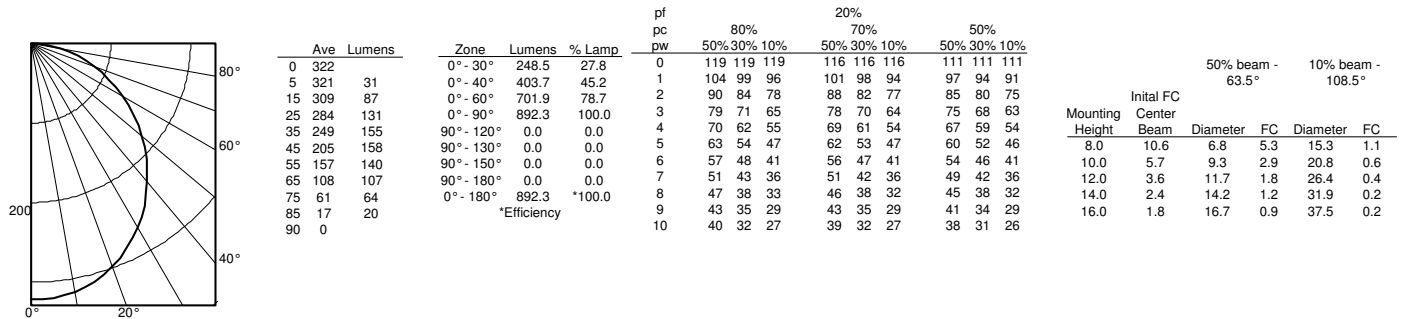 80°
60°
40°
200
0° 20°
Ave Lumens
0 322
5 321 31
15 309 87
25 284 131
35 249 155
45 205 158
55 157 140
65 108 107
75 61 64
85 17 20
90 0
Zone Lumens % Lamp
0°- 30° 248.5 27.8
0°- 40° 403.7 45.2
0°- 60° 701.9 78.7
0°- 90° 892.3 100.0
90°- 120° 0.0 0.0
90°- 130° 0.0 0.0
90°- 150° 0.0 0.0
90°- 180° 0.0 0.0
0°- 180° 892.3 *100.0
*Efficiency
pf 20%
pc 80% 70% 50%
pw 50% 30% 10% 50% 30% 10% 50% 30% 10%
0 119 119 119 116 116 116 111 111 111
1 104 99 96 101 98 94 97 94 91
2 90 84 78 88 82 77 85 80 75
3 79 71 65 78 70 64 75 68 63
4 70 62 55 69 61 54 67 59 54
5 63 54 47 62 53 47 60 52 46
6 57 48 41 56 47 41 54 46 41
7 51 43 36 51 42 36 49 42 36
8 47 38 33 46 38 32 45 38 32
9 43 35 29 43 35 29 41 34 29
10 40 32 27 39 32 27 38 31 26
50% beam - 10% beam -
63.5° 108.5°
Inital FC
Mounting Center
Height Beam Diameter FC Diameter FC
8.0 10.6 6.8 5.3 15.3 1.1
10.0 5.7 9.3 2.9 20.8 0.6
12.0 3.6 11.7 1.8 26.4 0.4
14.0 2.4 14.2 1.2 31.9 0.2
16.0 1.8 16.7 0.9 37.5 0.2